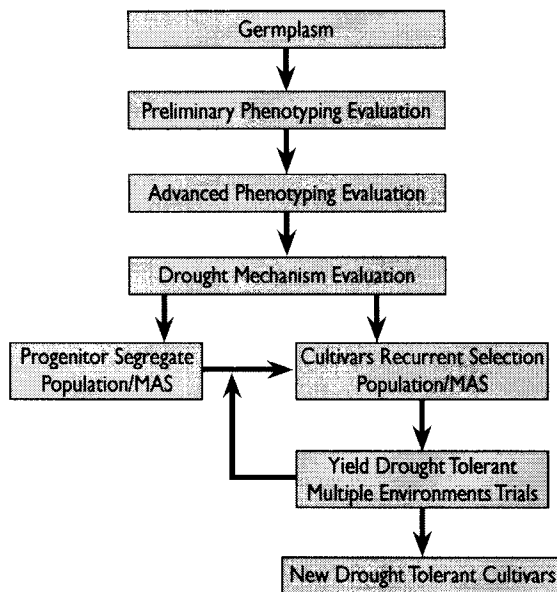 Germplasm
Preliminary Phenotyping Evaluation
Advanced Phenotyping Evaluation
Drought Mechanism Evaluation
Progenitor Segregate
Population/MAS
Cultivars Recurrent Selection
Population/MAS
Yield Drought Tolerant
Multiple Environments Trials
New Drought Tolerant Cultivars